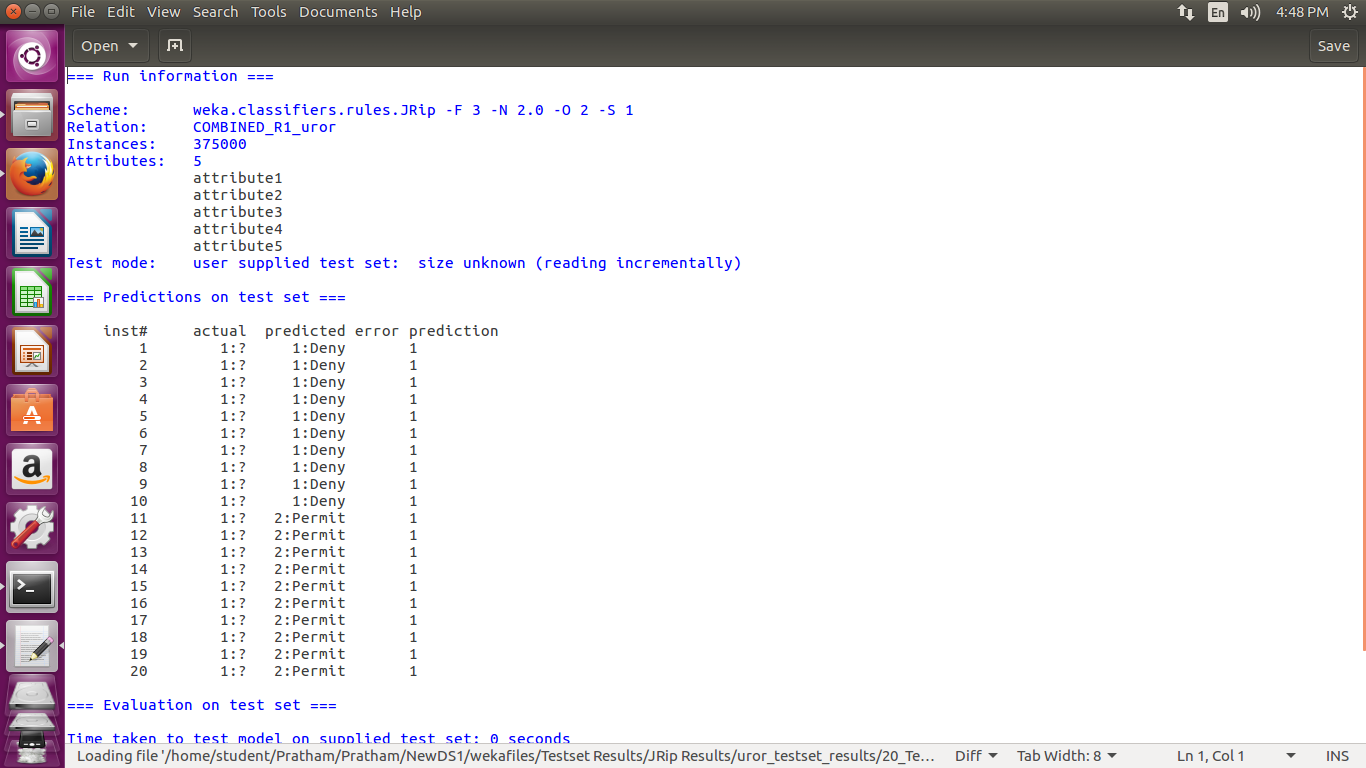 File Edit View Search Tools Documents Help
En 4:48 PM
Open Save
=== Run information ===
Scheme: weka.classifiers.rules.JRip -F 3 -N 2.0 -O 2 -S 1
Relation: COMBINED_R1_uror
Instances: 375000
Attributes: 5
attribute1
attribute2
attribute3
attribute4
attribute5
Test mode: user supplied test set: size unknown (reading incrementally)
=== Predictions on test set ===
inst# actual predicted error prediction
1 1:? 1:Deny 1
2 1:? 1:Deny 1
3 1:? 1:Deny 1
4 1:? 1:Deny 1
5 1:? 1:Deny 1
6 1:? 1:Deny 1
7 1:? 1:Deny 1
8 1:? 1:Deny 1
9 1:? 1:Deny 1
10 1:? 1:Deny 1
11 1:? 2:Permit 1
12 1:? 2:Permit 1
13 1:? 2:Permit 1
14 1:? 2:Permit 1
15 1:? 2:Permit 1
16 1:? 2:Permit 1
17 1:? 2:Permit 1
18 1:? 2:Permit 1
19 1:? 2:Permit 1
20 1:? 2:Permit 1
=== Evaluation on test set ===
Time taken to test model on supplied test set: 0 seconds
Loading file '/home/student/Pratham/Pratham/NewDS1/wekafiles/Testset Results/JRip Results/uror_testset_results/20_Te... Diff Tab Width: 8 Ln 1, Col 1 INS